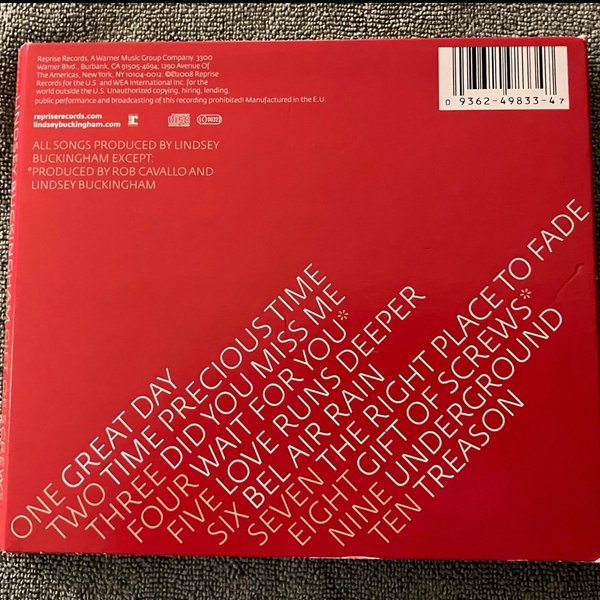 Reprise Records, A Warner Music Group Company. 3300
Warner Blvd., Burbank, CA 91505-4694; 1290 Avenue Of
The Americas, New York, NY 10104-0012. ©℗2008 Reprise
Records for the U.S. and WEA International Inc. for the
world outside the U.S. Unauthorized copying, hiring, lending,
public performance and broadcasting of this recording prohibited! Manufactured in the E.U.
repriserecords.com
lindseybuckingham.com
0 9362-49833-4 7
ALL SONGS PRODUCED BY LINDSEY
BUCKINGHAM EXCEPT:
*PRODUCED BY ROB CAVALLO AND
LINDSEY BUCKINGHAM
ONE GREAT DAY
TWO TIME PRECIOUS TIME
THREE DID YOU MISS ME
FOUR WAIT FOR YOU*
FIVE LOVE RUNS DEEPER
SIX BEL AIR RAIN
SEVEN THE RIGHT PLACE TO FADE
EIGHT GIFT OF SCREWS*
NINE UNDERGROUND
TEN TREASON